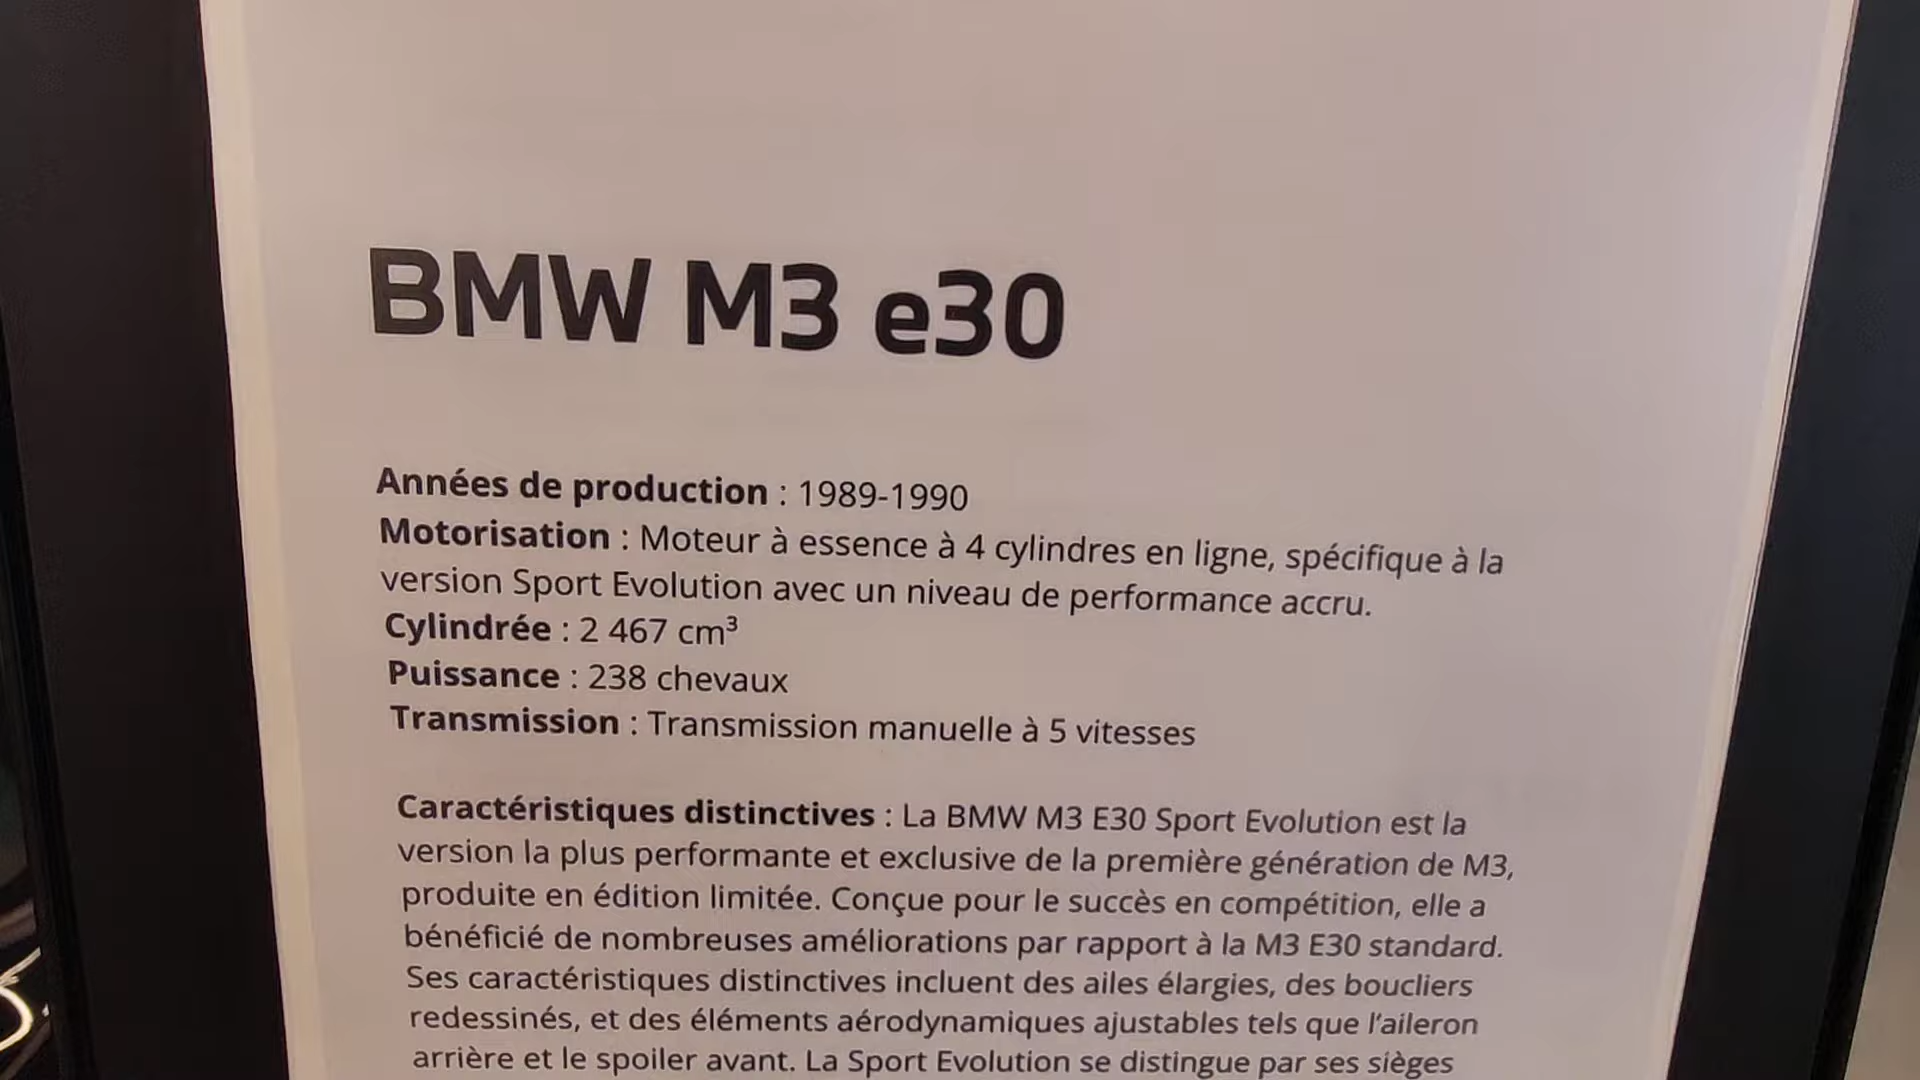 BMW M3 e30
Années de production : 1989-1990
Motorisation : Moteur à essence à 4 cylindres en ligne, spécifique à la
version Sport Evolution avec un niveau de performance accru.
Cylindrée : 2 467 cm³
Puissance : 238 chevaux
Transmission : Transmission manuelle à 5 vitesses
Caractéristiques distinctives : La BMW M3 E30 Sport Evolution est la
version la plus performante et exclusive de la première génération de M3,
produite en édition limitée. Conçue pour le succès en compétition, elle a
bénéficié de nombreuses améliorations par rapport à la M3 E30 standard.
Ses caractéristiques distinctives incluent des ailes élargies, des boucliers
redessinés, et des éléments aérodynamiques ajustables tels que l'aileron
arrière et le spoiler avant. La Sport Evolution se distingue par ses sièges